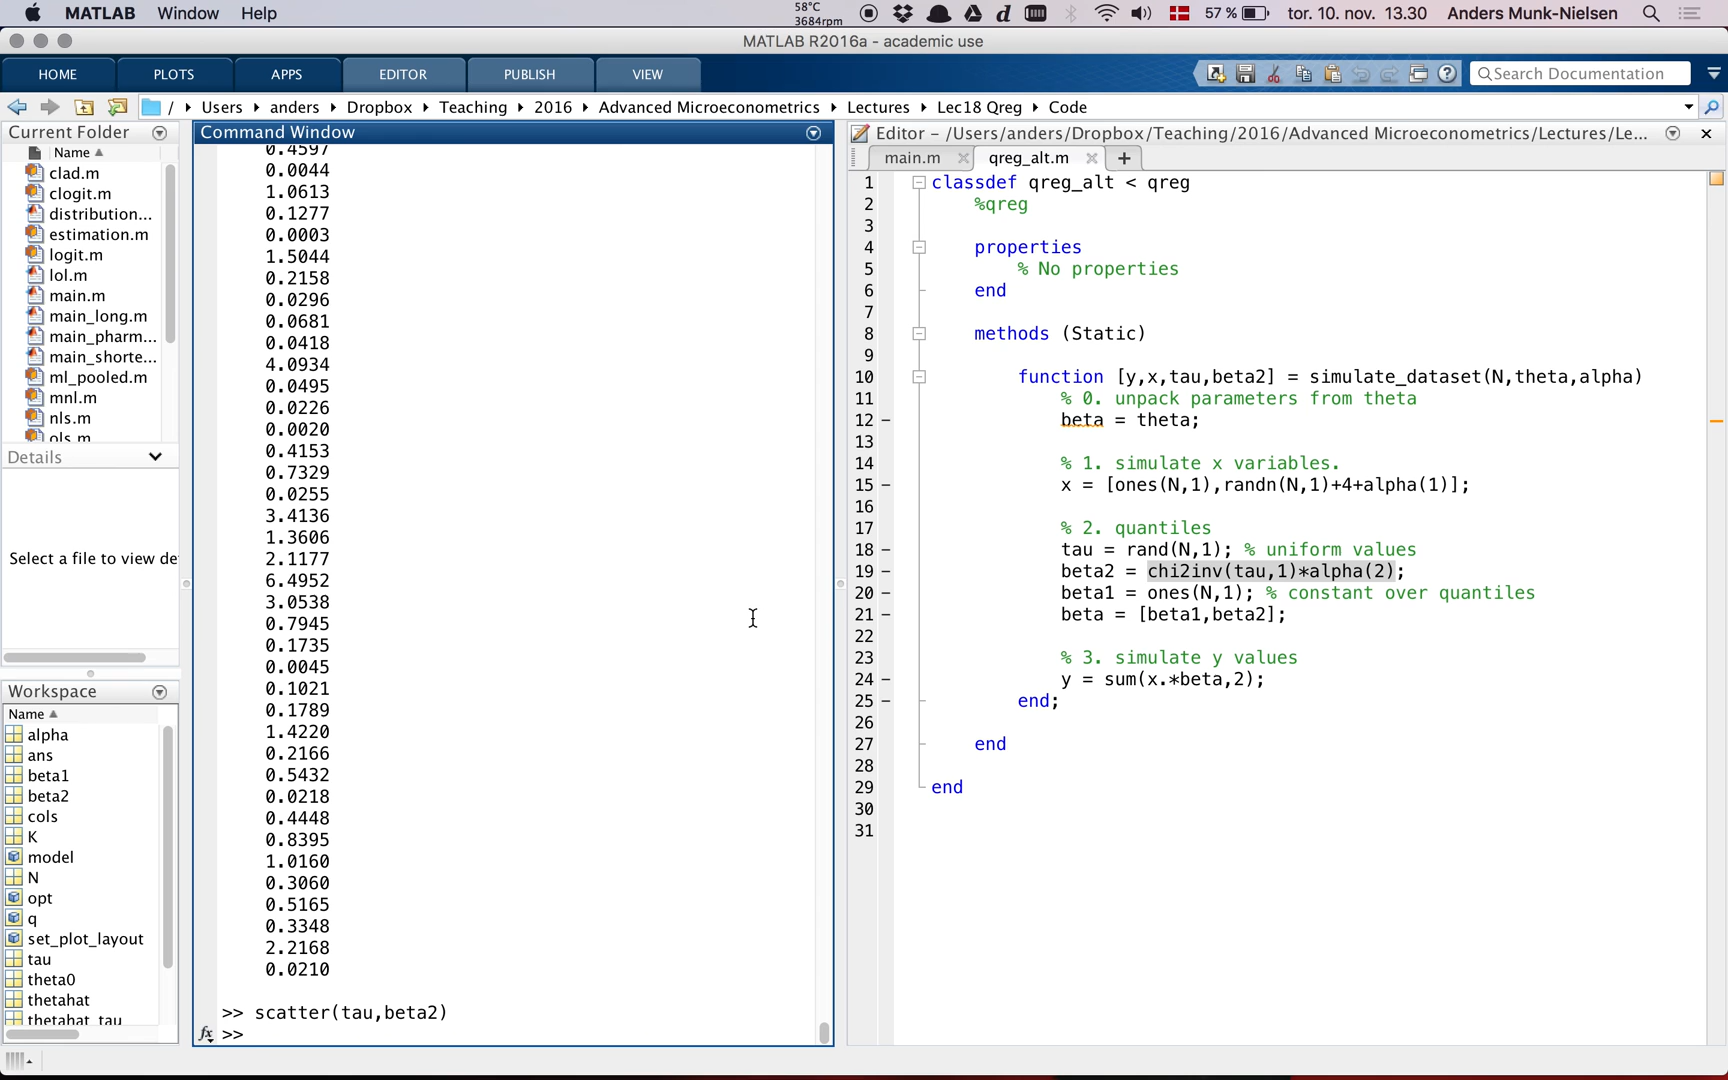 MATLAB Window Help
58°C
3684rpm
57 %
tor. 10. nov. 13.30
Anders Munk-Nielsen
MATLAB R2016a - academic use
HOME PLOTS APPS EDITOR PUBLISH VIEW
Search Documentation
/ Users anders Dropbox Teaching 2016 Advanced Microeconometrics Lectures Lec18 Qreg Code
Current Folder
Name
clad.m
clogit.m
distribution...
estimation.m
logit.m
lol.m
main.m
main_long.m
main_pharm...
main_shorte...
ml_pooled.m
mnl.m
nls.m
ols.m
Details
Select a file to view de
Workspace
Name
alpha
ans
beta1
beta2
cols
K
model
N
opt
q
set_plot_layout
tau
theta0
thetahat
thetahat_tau
Command Window
0.4597
0.0044
1.0613
0.1277
0.0003
1.5044
0.2158
0.0296
0.0681
0.0418
4.0934
0.0495
0.0226
0.0020
0.4153
0.7329
0.0255
3.4136
1.3606
2.1177
6.4952
3.0538
0.7945
0.1735
0.0045
0.1021
0.1789
1.4220
0.2166
0.5432
0.0218
0.4448
0.8395
1.0160
0.3060
0.5165
0.3348
2.2168
0.0210
>> scatter(tau,beta2)
fx >>
Editor - /Users/anders/Dropbox/Teaching/2016/Advanced Microeconometrics/Lectures/Le...
main.m qreg_alt.m
1 classdef qreg_alt < qreg
2 %qreg
3
4 properties
5 % No properties
6 end
7
8 methods (Static)
9
10 function [y,x,tau,beta2] = simulate_dataset(N,theta,alpha)
11 % 0. unpack parameters from theta
12 beta = theta;
13
14 % 1. simulate x variables.
15 x = [ones(N,1),randn(N,1)+4+alpha(1)];
16
17 % 2. quantiles
18 tau = rand(N,1); % uniform values
19 beta2 = chi2inv(tau,1)*alpha(2);
20 beta1 = ones(N,1); % constant over quantiles
21 beta = [beta1,beta2];
22
23 % 3. simulate y values
24 y = sum(x.*beta,2);
25 end;
26
27 end
28
29 end
30
31